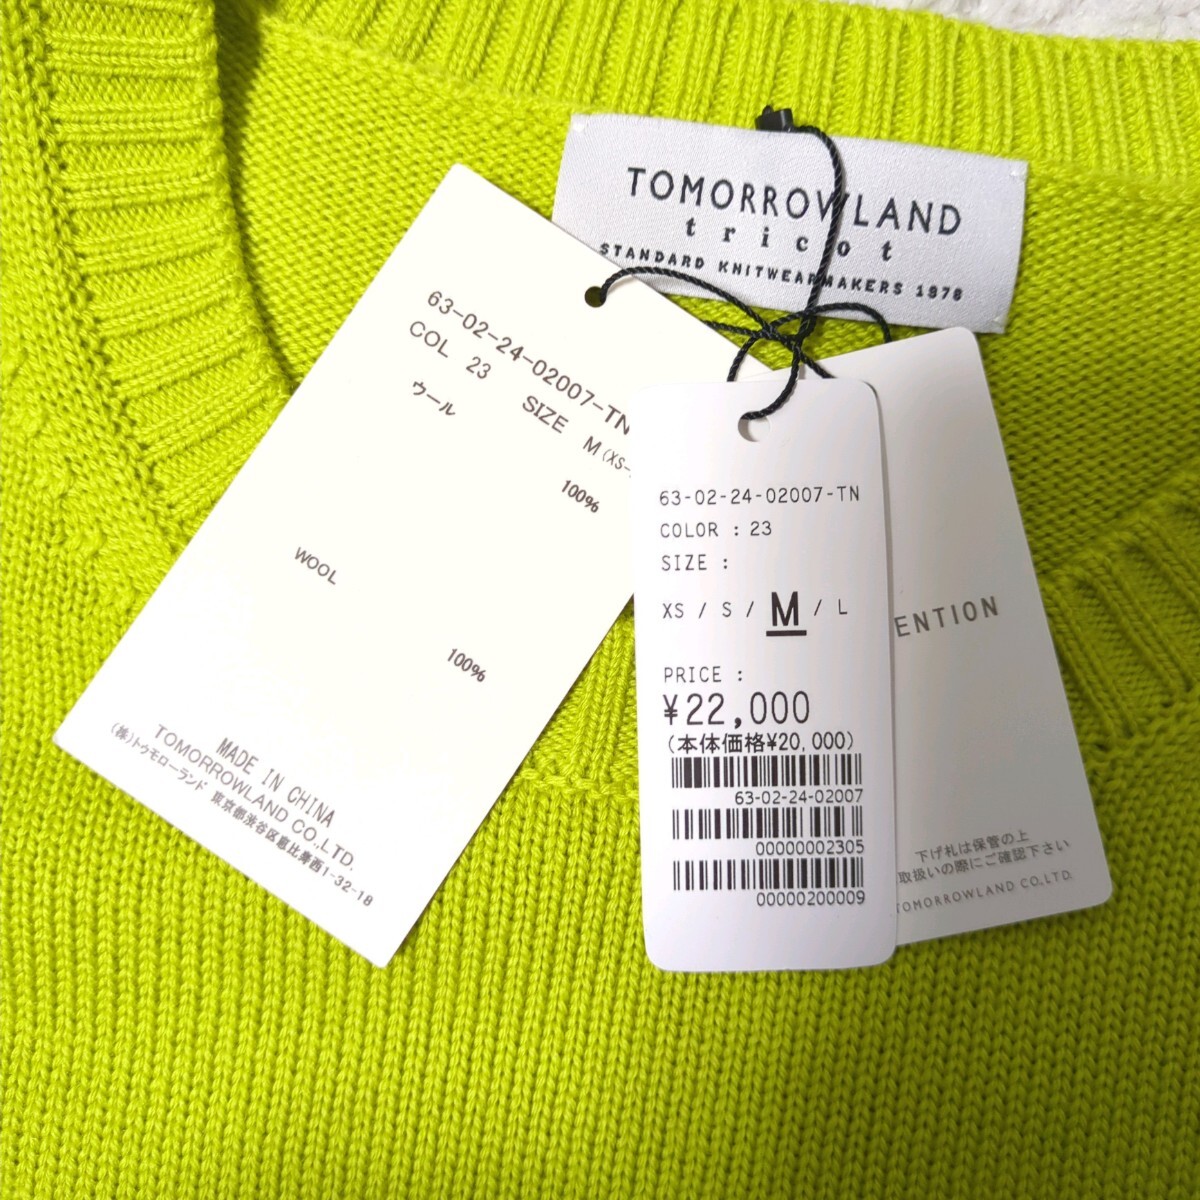 TOMORROWLAND
tricot
STANDARD KNITWEAR MAKERS 1978
63-02-24-02007-TN
COL 23 SIZE M (XS-
ウール
100%
WOOL
100%
MADE IN CHINA
TOMORROWLAND CO.,LTD.
(株)トゥモローランド 東京都渋谷区恵比寿西1-32-18
63-02-24-02007-TN
COLOR : 23
SIZE :
XS / S / M / L
PRICE :
¥22,000
(本体価格¥20,000)
63-02-24-02007
00000002305
00000200009
ENTION
下げ札は保管の上
取扱いの際にご確認下さい
TOMORROWLAND CO.,LTD.